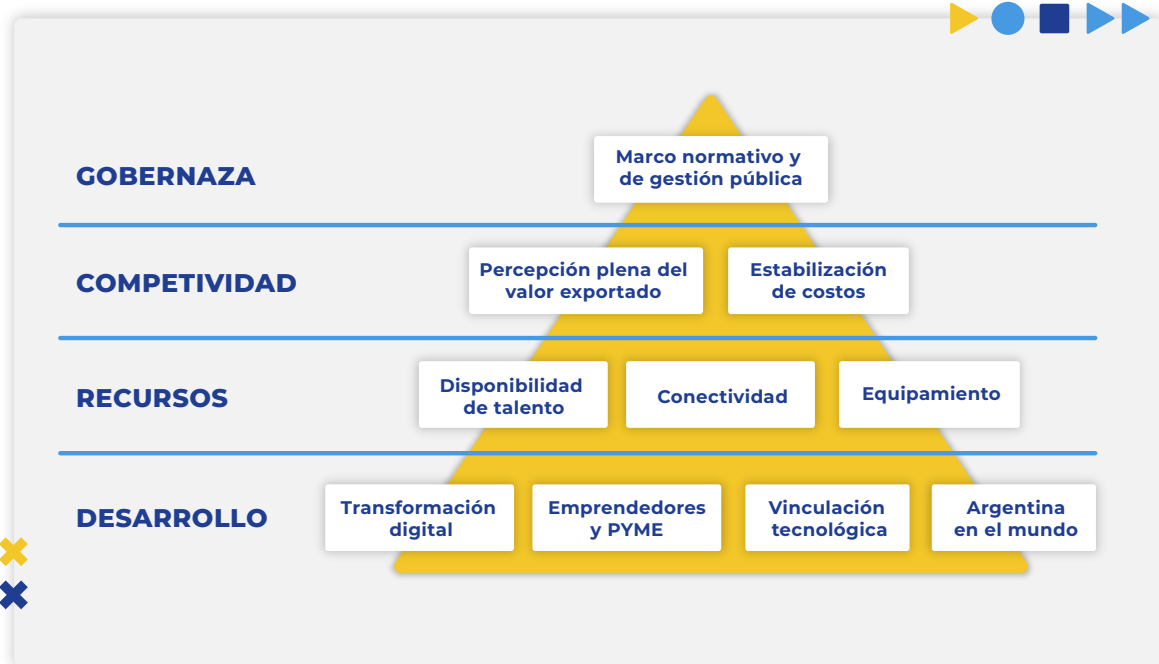 GOBERNAZA
Marco normativo y
de gestión pública
COMPETIVIDAD
Percepción plena del
valor exportado
Estabilización
de costos
RECURSOS
Disponibilidad
de talento
Conectividad
Equipamiento
DESARROLLO
Transformación
digital
Emprendedores
y PYME
Vinculación
tecnológica
Argentina
en el mundo